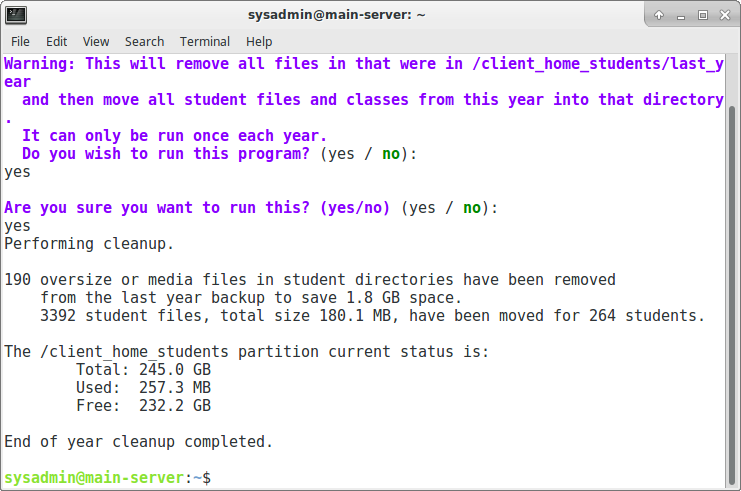 sysadmin@main-server: ~
File Edit View Search Terminal Help
Warning: This will remove all files in that were in /client_home_students/last_y
ear
and then move all student files and classes from this year into that directory
.
It can only be run once each year.
Do you wish to run this program? (yes / no):
yes
Are you sure you want to run this? (yes/no) (yes / no):
yes
Performing cleanup.
190 oversize or media files in student directories have been removed
from the last year backup to save 1.8 GB space.
3392 student files, total size 180.1 MB, have been moved for 264 students.
The /client_home_students partition current status is:
Total: 245.0 GB
Used: 257.3 MB
Free: 232.2 GB
End of year cleanup completed.
sysadmin@main-server:~$